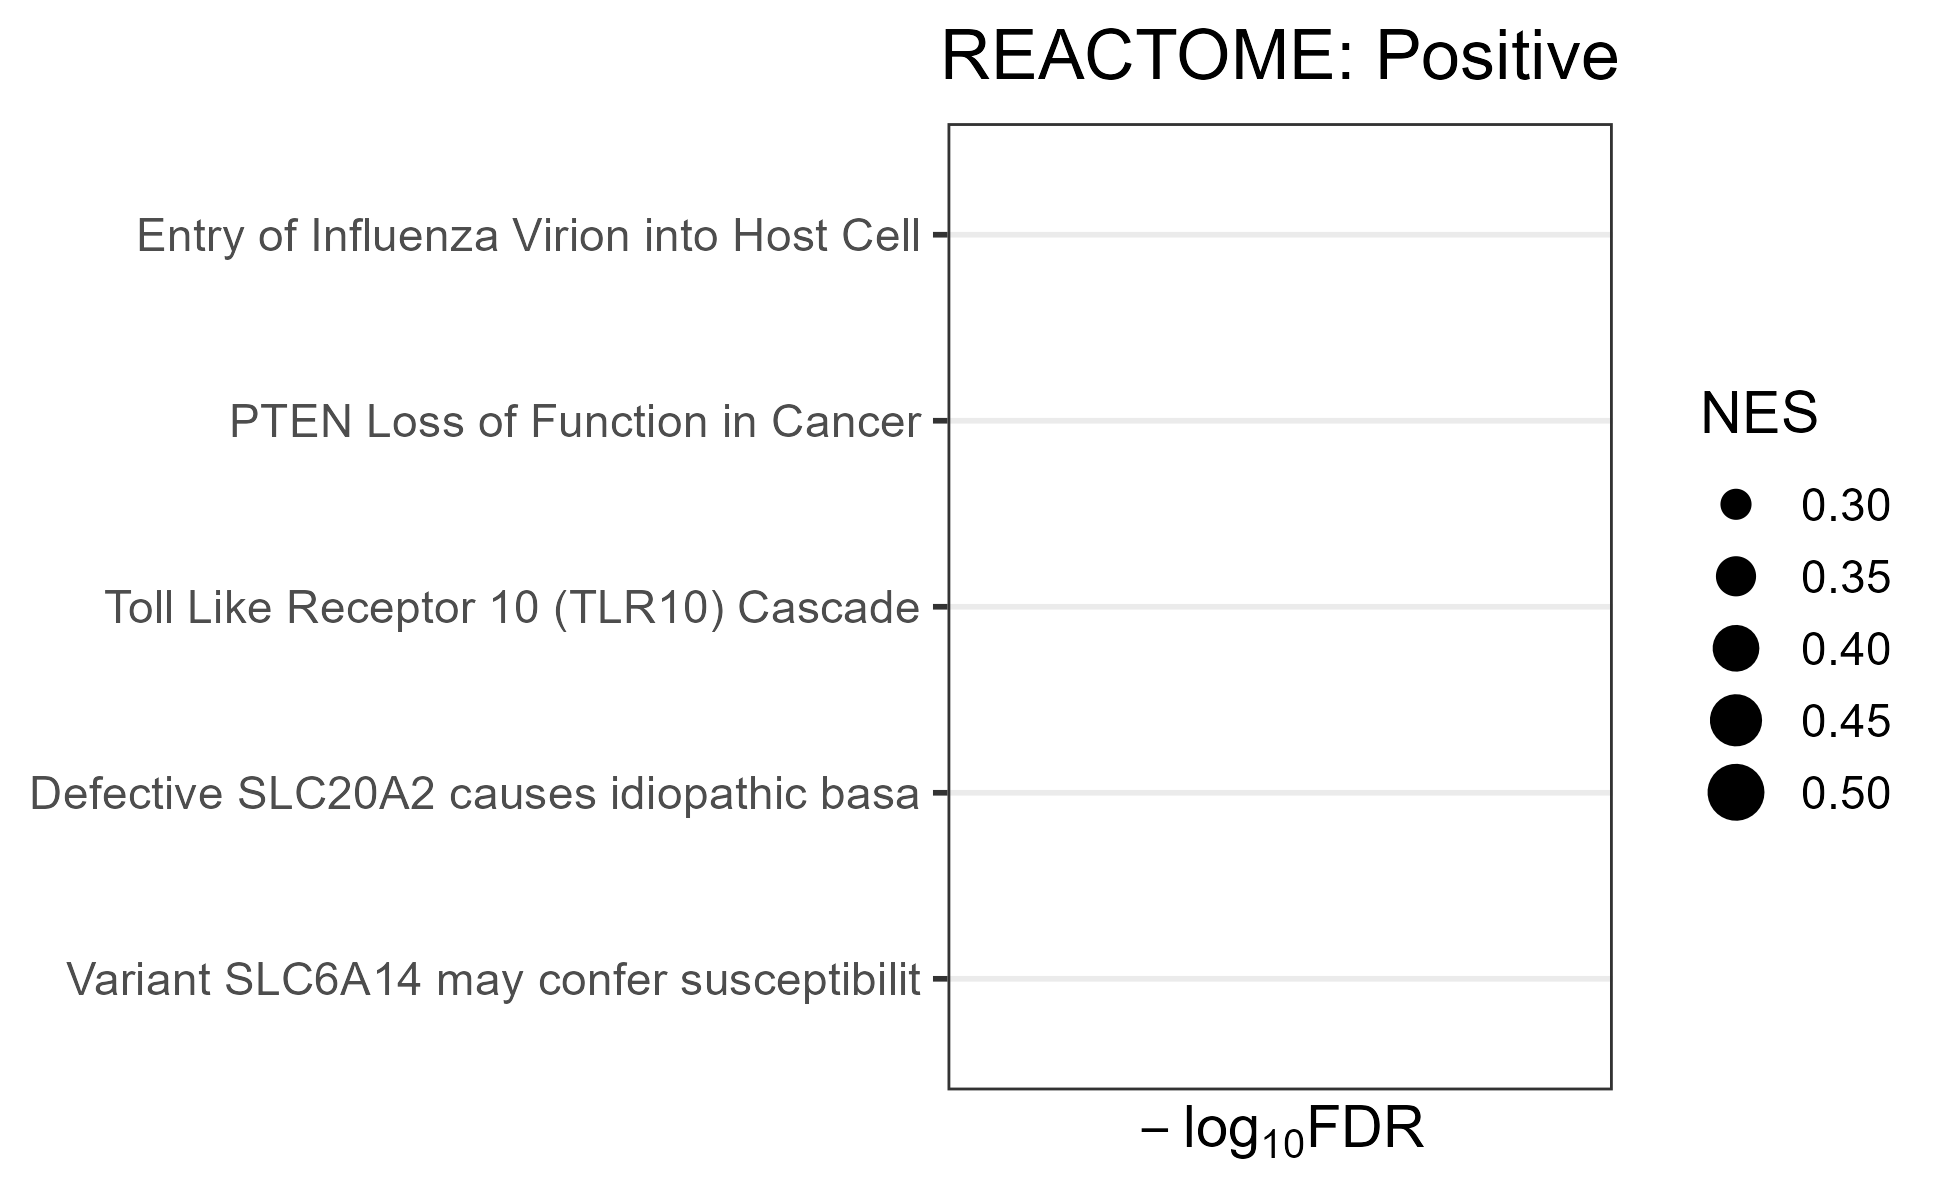 REACTOME: Positive
Entry of Influenza Virion into Host Cell
PTEN Loss of Function in Cancer
Toll Like Receptor 10 (TLR10) Cascade
Defective SLC20A2 causes idiopathic basa
Variant SLC6A14 may confer susceptibilit
− log₁₀FDR
NES
0.30
0.35
0.40
0.45
0.50